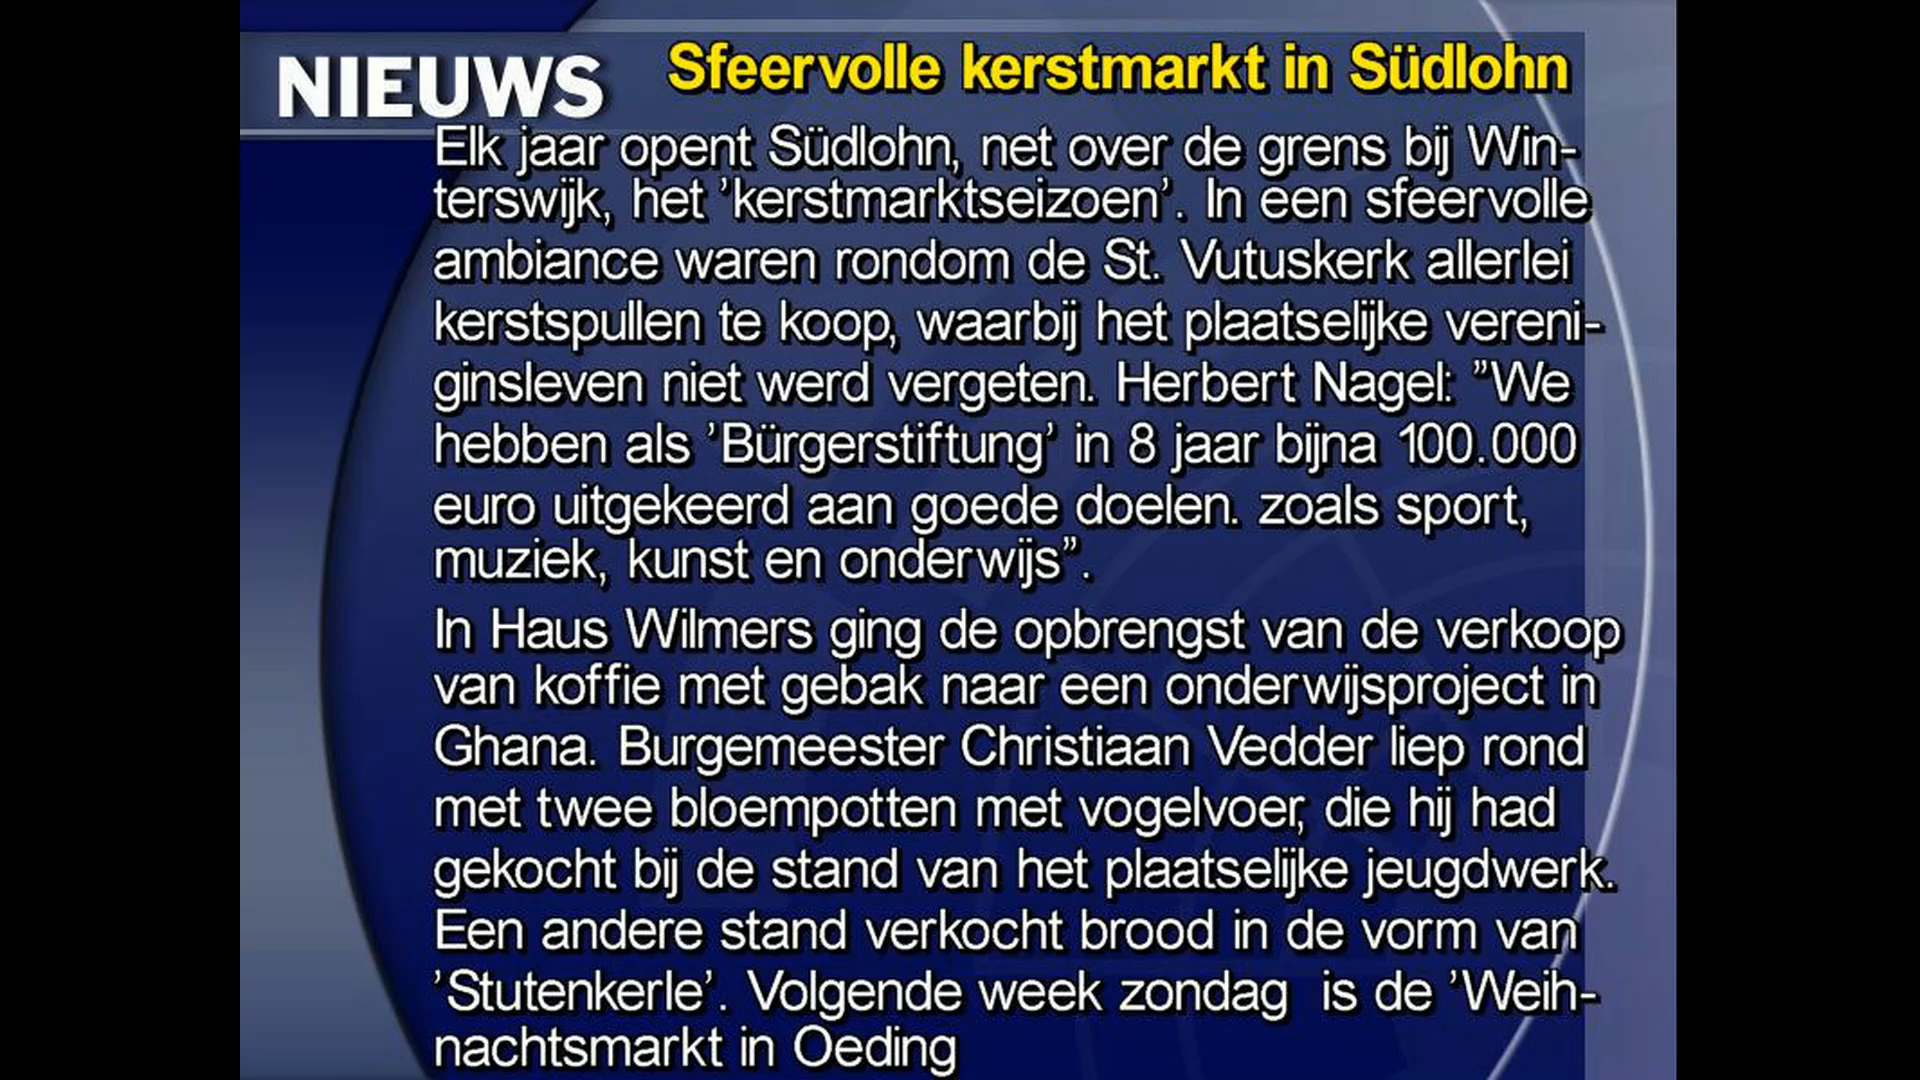 NIEUWS
Sfeervolle kerstmarkt in Südlohn
Elk jaar opent Südlohn, net over de grens bij Win-
terswijk, het ’kerstmarktseizoen’. In een sfeervolle
ambiance waren rondom de St. Vutuskerk allerlei
kerstspullen te koop, waarbij het plaatselijke vereni-
ginsleven niet werd vergeten. Herbert Nagel: ”We
hebben als ’Bürgerstiftung’ in 8 jaar bijna 100.000
euro uitgekeerd aan goede doelen. zoals sport,
muziek, kunst en onderwijs”.
In Haus Wilmers ging de opbrengst van de verkoop
van koffie met gebak naar een onderwijsproject in
Ghana. Burgemeester Christiaan Vedder liep rond
met twee bloempotten met vogelvoer, die hij had
gekocht bij de stand van het plaatselijke jeugdwerk.
Een andere stand verkocht brood in de vorm van
’Stutenkerle’. Volgende week zondag is de ’Weih-
nachtsmarkt in Oeding